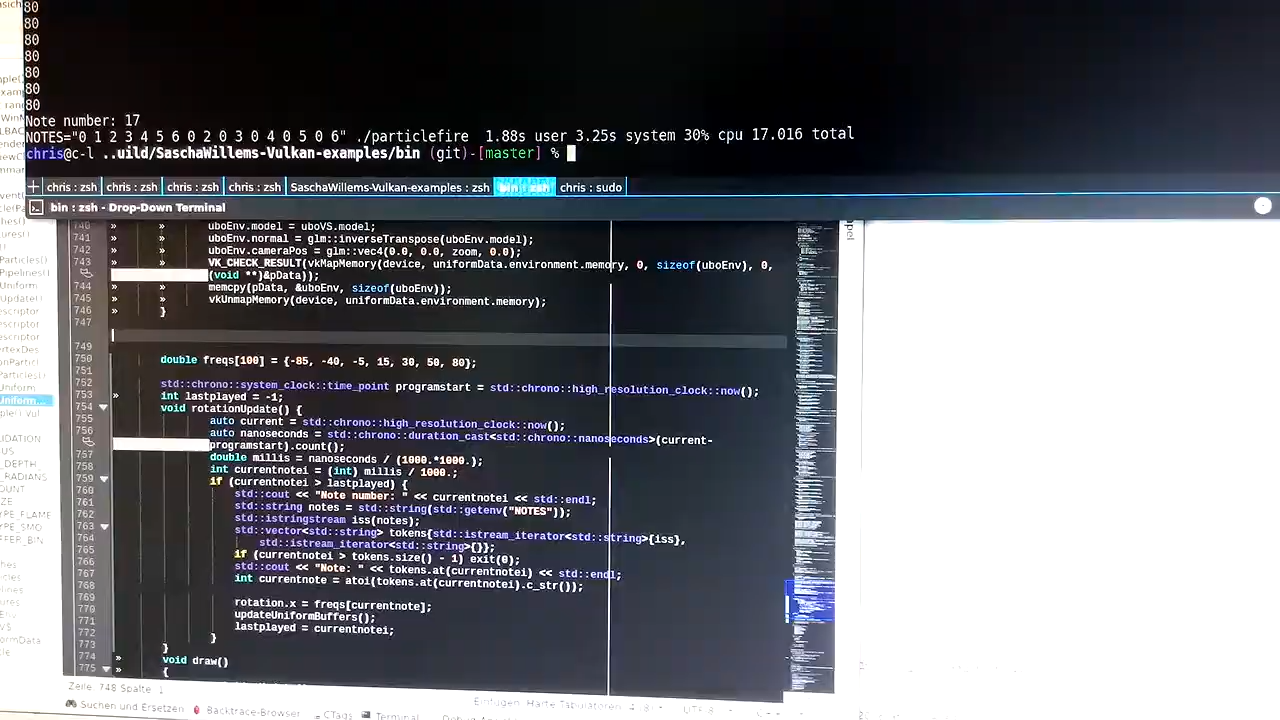 80
80
80
80
80
80
80
Note number: 17
NOTES="0 1 2 3 4 5 6 0 2 0 3 0 4 0 5 0 6" ./particlefire  1.88s user 3.25s system 30% cpu 17.016 total
chris@c-l ..uild/SaschaWillems-Vulkan-examples/bin (git)-[master] %
chris : zsh chris : zsh chris : zsh chris : zsh SaschaWillems-Vulkan-examples : zsh bin : zsh chris : sudo
bin : zsh - Drop-Down Terminal
740 uboEnv.model = uboVS.model;
741 » » uboEnv.normal = glm::inverseTranspose(uboEnv.model);
742 » » uboEnv.cameraPos = glm::vec4(0.0, 0.0, zoom, 0.0);
743 » » VK_CHECK_RESULT(vkMapMemory(device, uniformData.environment.memory, 0, sizeof(uboEnv), 0,
(void **)&pData));
744 » » memcpy(pData, &uboEnv, sizeof(uboEnv));
745 » » vkUnmapMemory(device, uniformData.environment.memory);
746 » }
747
749
750 double freqs[100] = {-85, -40, -5, 15, 30, 50, 80};
751
752 std::chrono::system_clock::time_point programstart = std::chrono::high_resolution_clock::now();
753 » int lastplayed = -1;
754 void rotationUpdate() {
755 auto current = std::chrono::high_resolution_clock::now();
756 auto nanoseconds = std::chrono::duration_cast<std::chrono::nanoseconds>(current-
programstart).count();
757 double millis = nanoseconds / (1000.*1000.);
758 int currentnotei = (int) millis / 1000.;
759 if (currentnotei > lastplayed) {
760 std::cout << "Note number: " << currentnotei << std::endl;
761 std::string notes = std::string(std::getenv("NOTES"));
762 std::istringstream iss(notes);
763 std::vector<std::string> tokens{std::istream_iterator<std::string>{iss},
764 std::istream_iterator<std::string>{}};
765 if (currentnotei > tokens.size() - 1) exit(0);
766 std::cout << "Note: " << tokens.at(currentnotei) << std::endl;
767 int currentnote = atoi(tokens.at(currentnotei).c_str());
768
769 rotation.x = freqs[currentnote];
770 updateUniformBuffers();
771 lastplayed = currentnotei;
772 }
773 }
774 » void draw()
775 » {
Zeile: 748 Spalte: 1
Einfügen Harte Tabulatoren
Suchen und Ersetzen Backtrace-Browser CTags Terminal